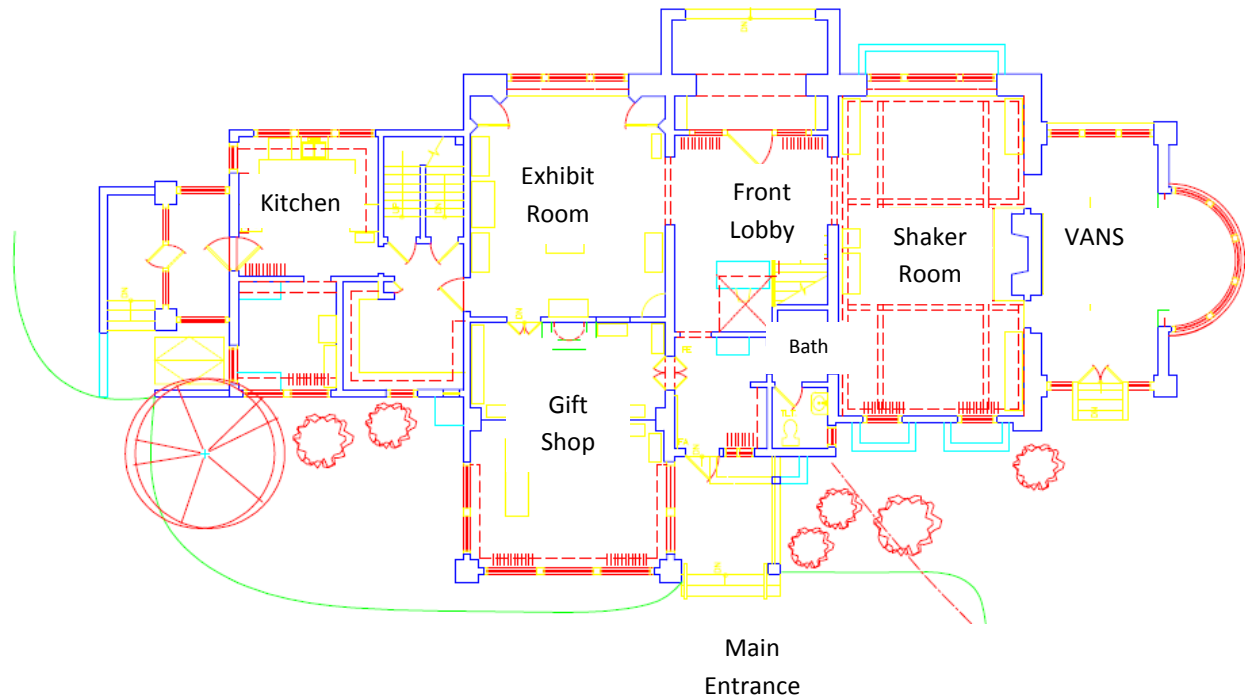 Kitchen
Exhibit
Room
Front
Lobby
Shaker
Room
VANS
Bath
Gift
Shop
Main
Entrance